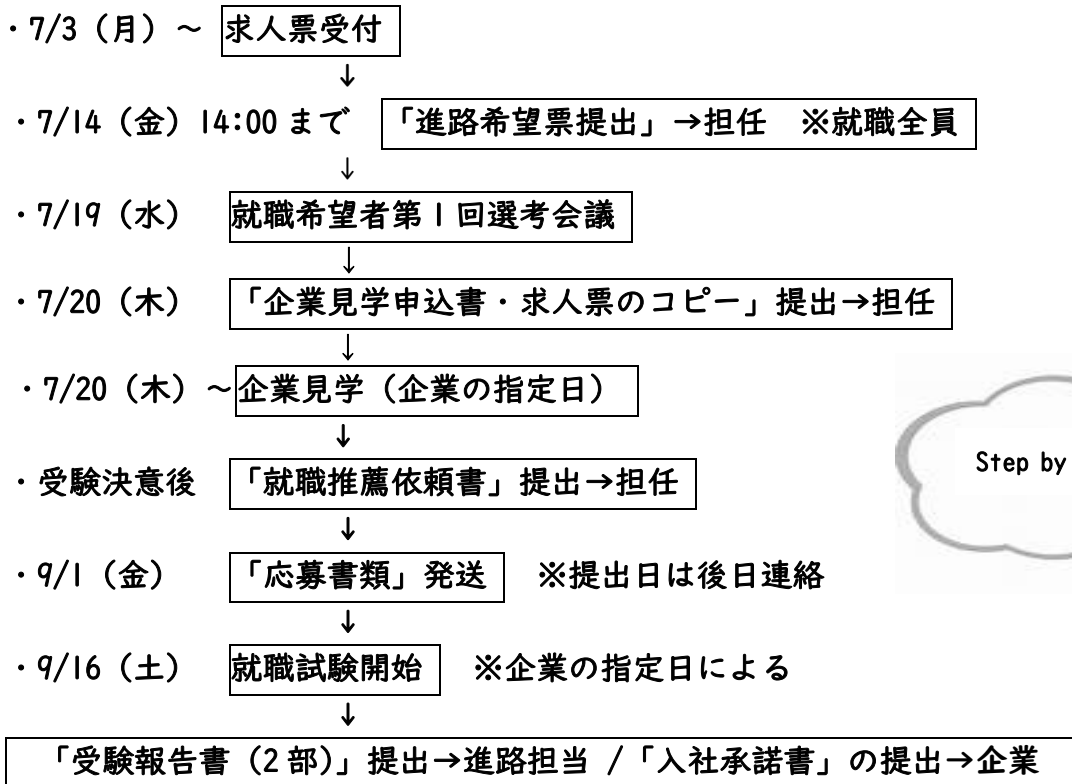 ・7/3（月）～ 求人票受付
↓
・7/14（金）14:00 まで 「進路希望票提出」→担任 ※就職全員
↓
・7/19（水） 就職希望者第1回選考会議
↓
・7/20（木） 「企業見学申込書・求人票のコピー」提出→担任
↓
・7/20（木）～企業見学（企業の指定日）
↓
・受験決意後 「就職推薦依頼書」提出→担任
Step by
↓
・9/1（金） 「応募書類」発送 ※提出日は後日連絡
↓
・9/16（土） 就職試験開始 ※企業の指定日による
↓
「受験報告書（2部）」提出→進路担当 /「入社承諾書」の提出→企業